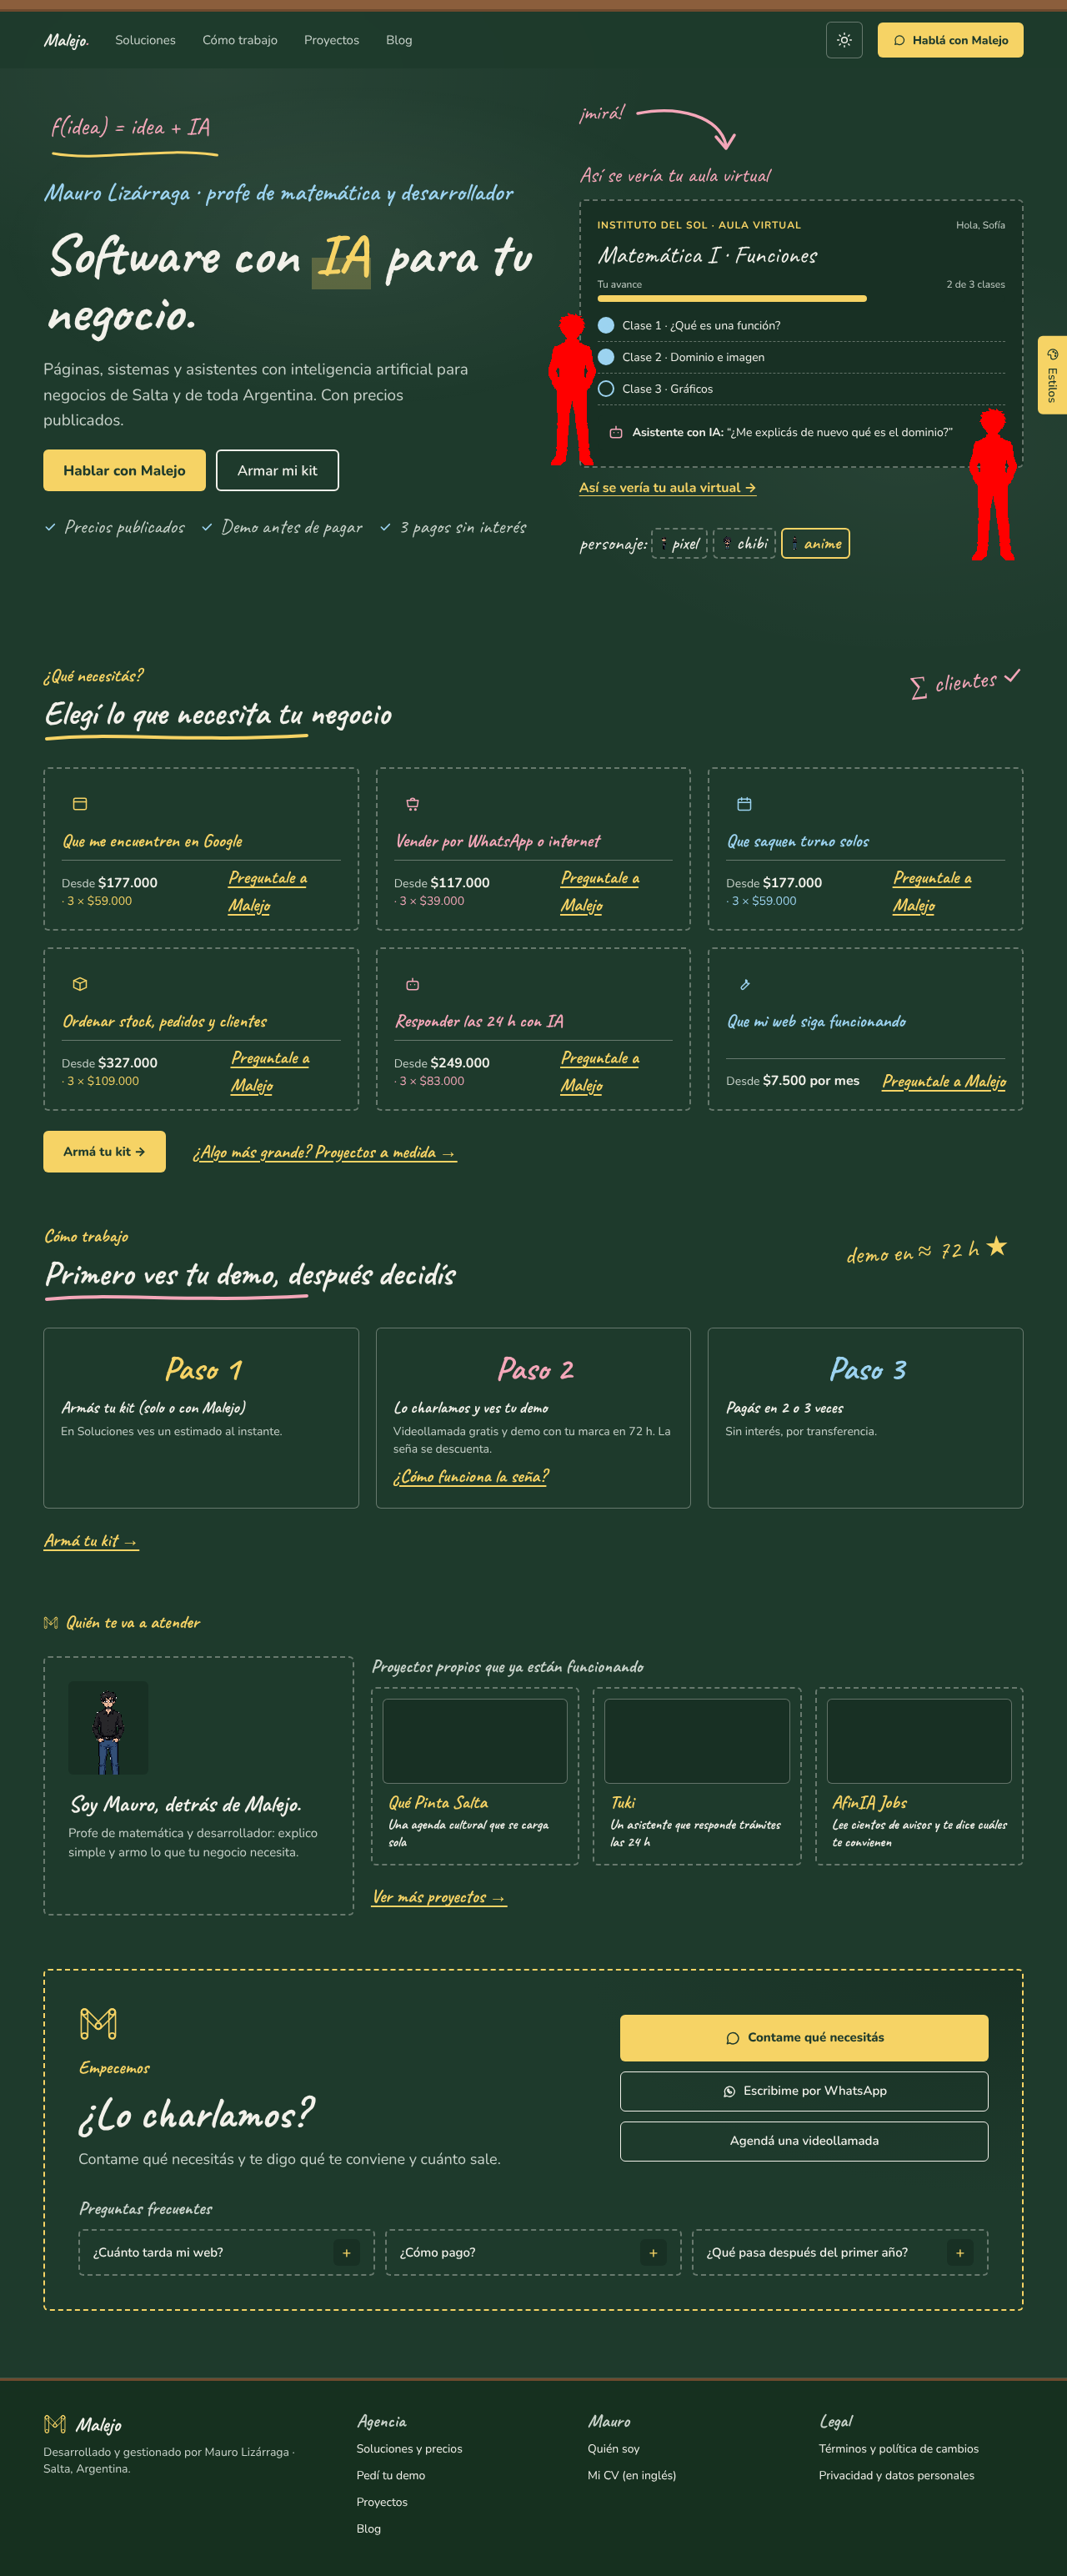 Malejo.
Soluciones
Cómo trabajo
Proyectos
Blog
Hablá con Malejo
f(idea) = idea + IA
Mauro Lizárraga · profe de matemática y desarrollador
Software con IA para tu
negocio.
Páginas, sistemas y asistentes con inteligencia artificial para
negocios de Salta y de toda Argentina. Con precios
publicados.
Hablar con Malejo
Armar mi kit
Precios publicados
Demo antes de pagar
3 pagos sin interés
¡mirá!
Así se vería tu aula virtual
INSTITUTO DEL SOL · AULA VIRTUAL
Hola, Sofía
Matemática I · Funciones
Tu avance
2 de 3 clases
Clase 1 · ¿Qué es una función?
Clase 2 · Dominio e imagen
Clase 3 · Gráficos
Asistente con IA: “¿Me explicás de nuevo qué es el dominio?”
Así se vería tu aula virtual →
personaje:
pixel
chibi
anime
Estilos
¿Qué necesitás?
Elegí lo que necesita tu negocio
∑ clientes ✓
Que me encuentren en Google
Desde $177.000
· 3 × $59.000
Preguntale a
Malejo
Vender por WhatsApp o internet
Desde $117.000
· 3 × $39.000
Preguntale a
Malejo
Que saquen turno solos
Desde $177.000
· 3 × $59.000
Preguntale a
Malejo
Ordenar stock, pedidos y clientes
Desde $327.000
· 3 × $109.000
Preguntale a
Malejo
Responder las 24 h con IA
Desde $249.000
· 3 × $83.000
Preguntale a
Malejo
Que mi web siga funcionando
Desde $7.500 por mes
Preguntale a Malejo
Armá tu kit →
¿Algo más grande? Proyectos a medida →
Cómo trabajo
Primero ves tu demo, después decidís
demo en ≈ 72 h ★
Paso 1
Armás tu kit (solo o con Malejo)
En Soluciones ves un estimado al instante.
Paso 2
Lo charlamos y ves tu demo
Videollamada gratis y demo con tu marca en 72 h. La
seña se descuenta.
¿Cómo funciona la seña?
Paso 3
Pagás en 2 o 3 veces
Sin interés, por transferencia.
Armá tu kit →
Quién te va a atender
Soy Mauro, detrás de Malejo.
Profe de matemática y desarrollador: explico
simple y armo lo que tu negocio necesita.
Proyectos propios que ya están funcionando
Qué Pinta Salta
Una agenda cultural que se carga
sola
Tuki
Un asistente que responde trámites
las 24 h
AfinIA Jobs
Lee cientos de avisos y te dice cuáles
te convienen
Ver más proyectos →
Empecemos
¿Lo charlamos?
Contame qué necesitás y te digo qué te conviene y cuánto sale.
Contame qué necesitás
Escribime por WhatsApp
Agendá una videollamada
Preguntas frecuentes
¿Cuánto tarda mi web? +
¿Cómo pago? +
¿Qué pasa después del primer año? +
Malejo
Desarrollado y gestionado por Mauro Lizárraga ·
Salta, Argentina.
Agencia
Soluciones y precios
Pedí tu demo
Proyectos
Blog
Mauro
Quién soy
Mi CV (en inglés)
Legal
Términos y política de cambios
Privacidad y datos personales